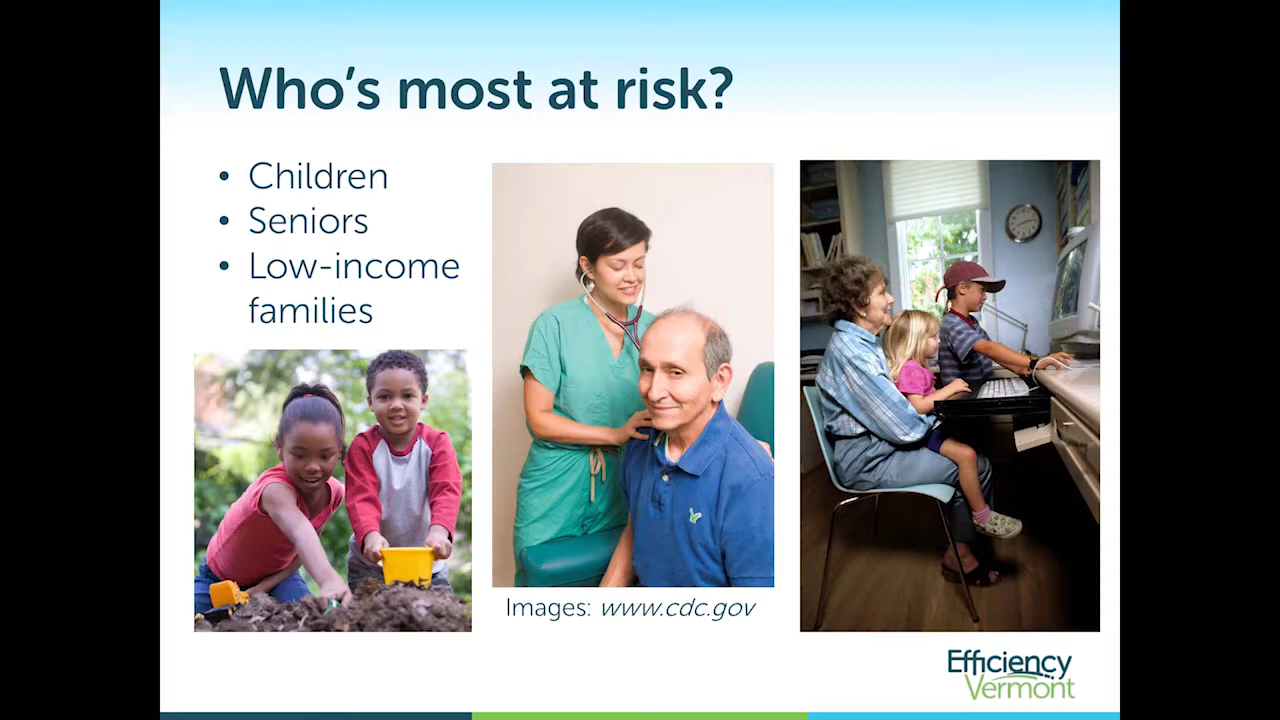 Who's most at risk?
• Children
• Seniors
• Low-income
families
Images: www.cdc.gov
Efficiency
Vermont